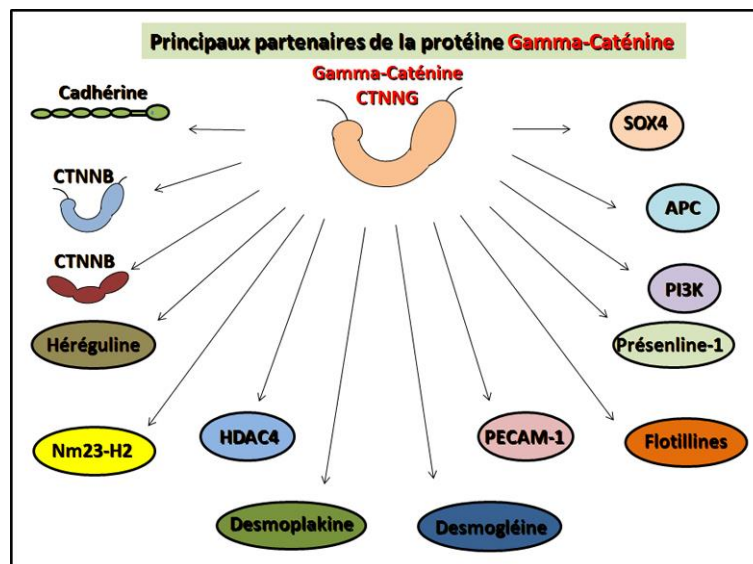 Principaux partenaires de la protéine Gamma-Caténine
Gamma-Caténine
CTNNG
Cadhérine
SOX4
CTNNB
APC
CTNNB
PI3K
Héréguline
Présenline-1
Nm23-H2
HDAC4
PECAM-1
Flotillines
Desmoplakine
Desmogléine